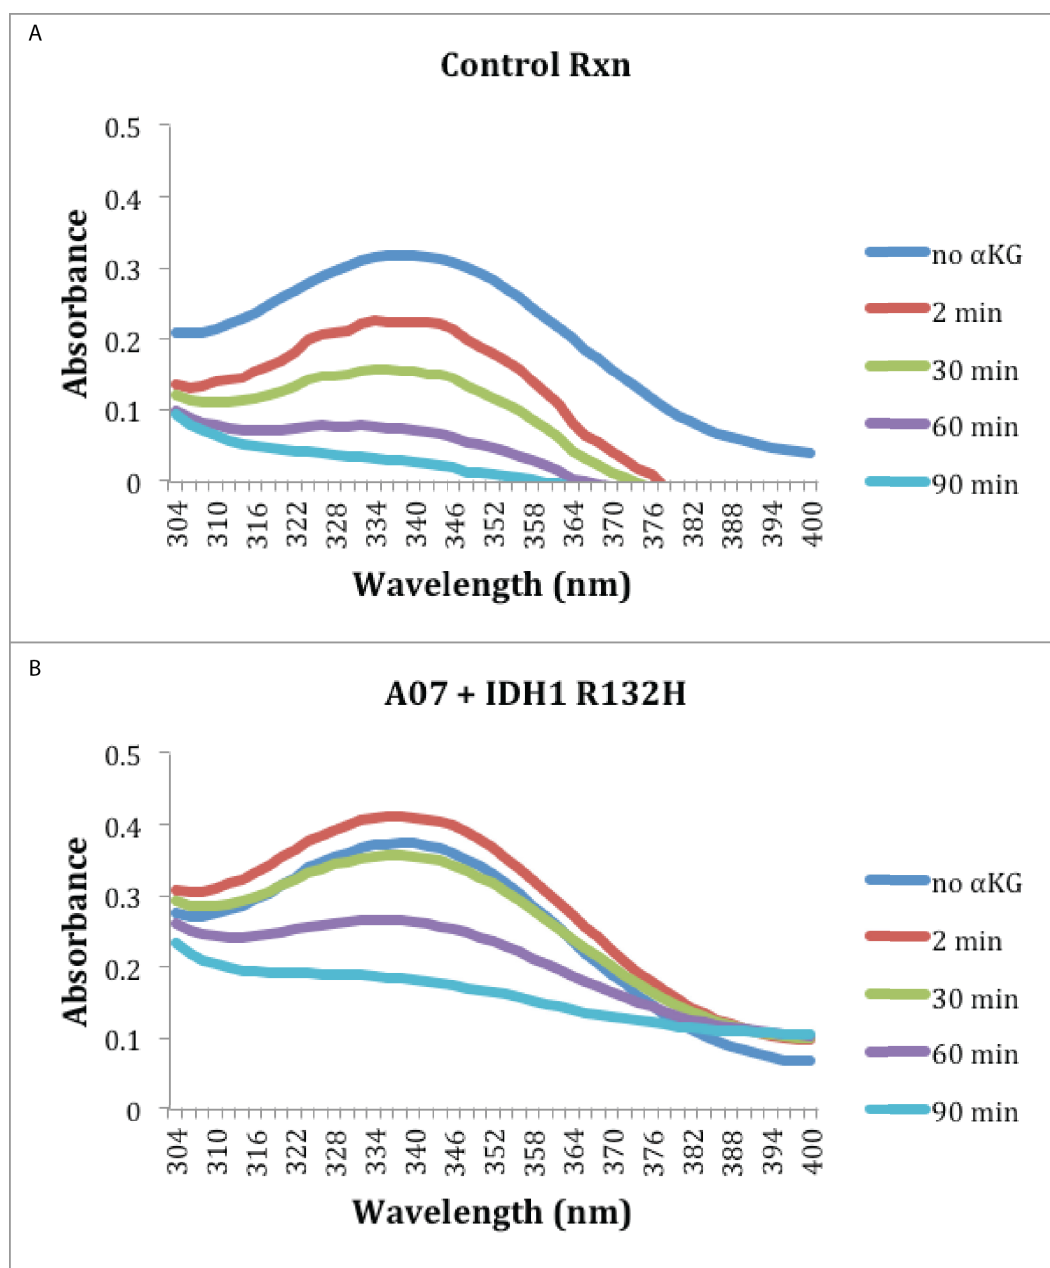 A
Control Rxn
0.5
0.4
0.3
0.2
0.1
0
Absorbance
304 310 316 322 328 334 340 346 352 358 364 370 376 382 388 394 400
Wavelength (nm)
no αKG
2 min
30 min
60 min
90 min
B
A07 + IDH1 R132H
0.5
0.4
0.3
0.2
0.1
0
Absorbance
304 310 316 322 328 334 340 346 352 358 364 370 376 382 388 394 400
Wavelength (nm)
no αKG
2 min
30 min
60 min
90 min